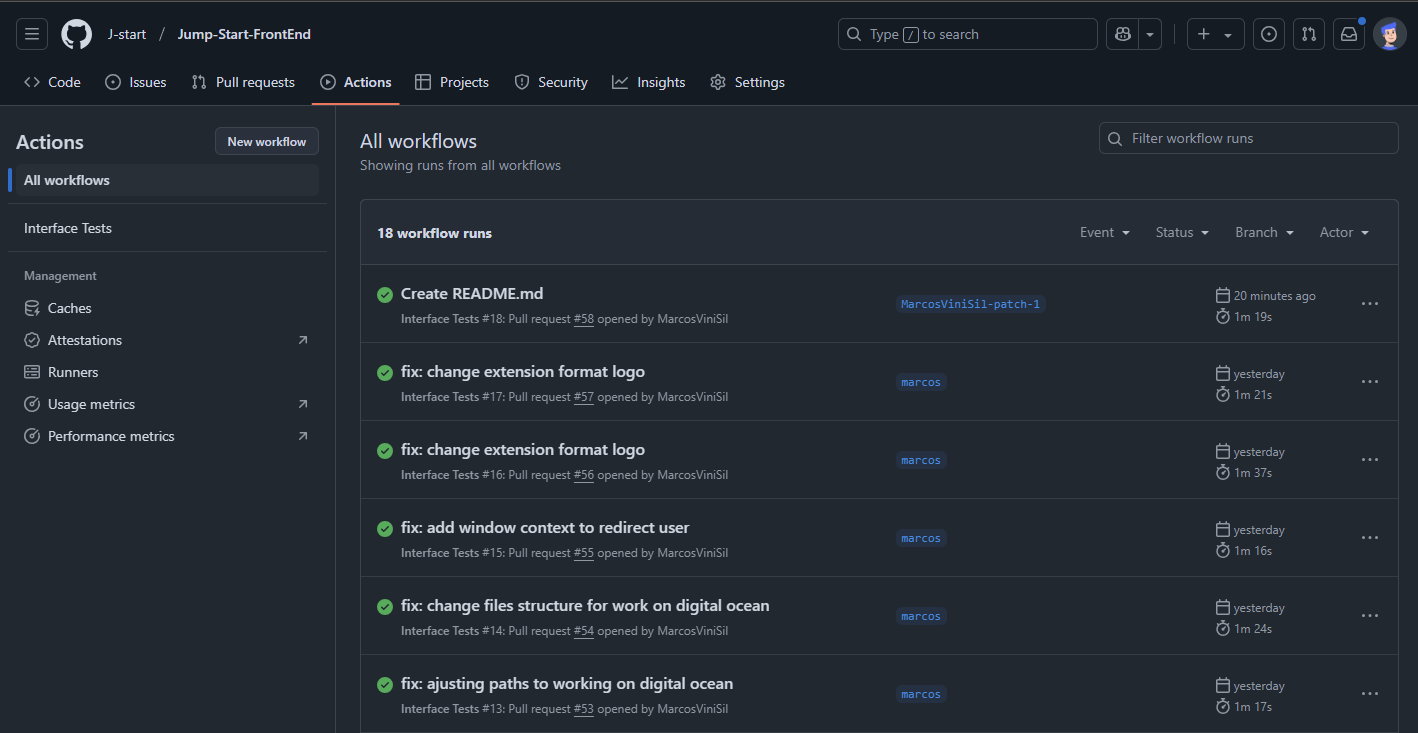 J-start / Jump-Start-FrontEnd
Type / to search
Code Issues Pull requests Actions Projects Security Insights Settings
Actions
New workflow
All workflows
Interface Tests
Management
Caches
Attestations
Runners
Usage metrics
Performance metrics
All workflows
Showing runs from all workflows
Filter workflow runs
18 workflow runs
Event Status Branch Actor
Create README.md
Interface Tests #18: Pull request #58 opened by MarcosViniSil
MarcosViniSil-patch-1
20 minutes ago
1m 19s
fix: change extension format logo
Interface Tests #17: Pull request #57 opened by MarcosViniSil
marcos
yesterday
1m 21s
fix: change extension format logo
Interface Tests #16: Pull request #56 opened by MarcosViniSil
marcos
yesterday
1m 37s
fix: add window context to redirect user
Interface Tests #15: Pull request #55 opened by MarcosViniSil
marcos
yesterday
1m 16s
fix: change files structure for work on digital ocean
Interface Tests #14: Pull request #54 opened by MarcosViniSil
marcos
yesterday
1m 24s
fix: ajusting paths to working on digital ocean
Interface Tests #13: Pull request #53 opened by MarcosViniSil
marcos
yesterday
1m 17s